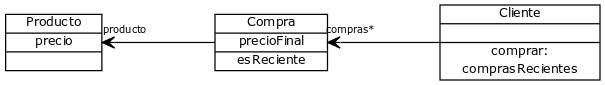 Producto
precio
producto
Compra
precioFinal
esReciente
compras*
Cliente
comprar:
comprasRecientes